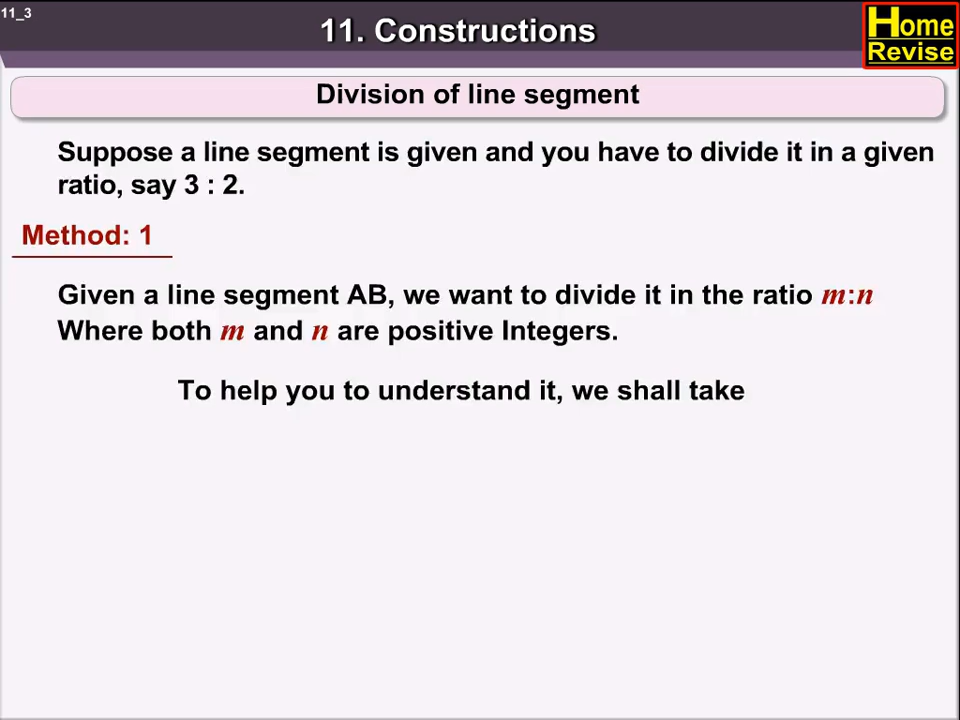 11_3
11. Constructions
Home
Revise
Division of line segment
Suppose a line segment is given and you have to divide it in a given
ratio, say 3 : 2.
Method: 1
Given a line segment AB, we want to divide it in the ratio m:n
Where both m and n are positive Integers.
To help you to understand it, we shall take